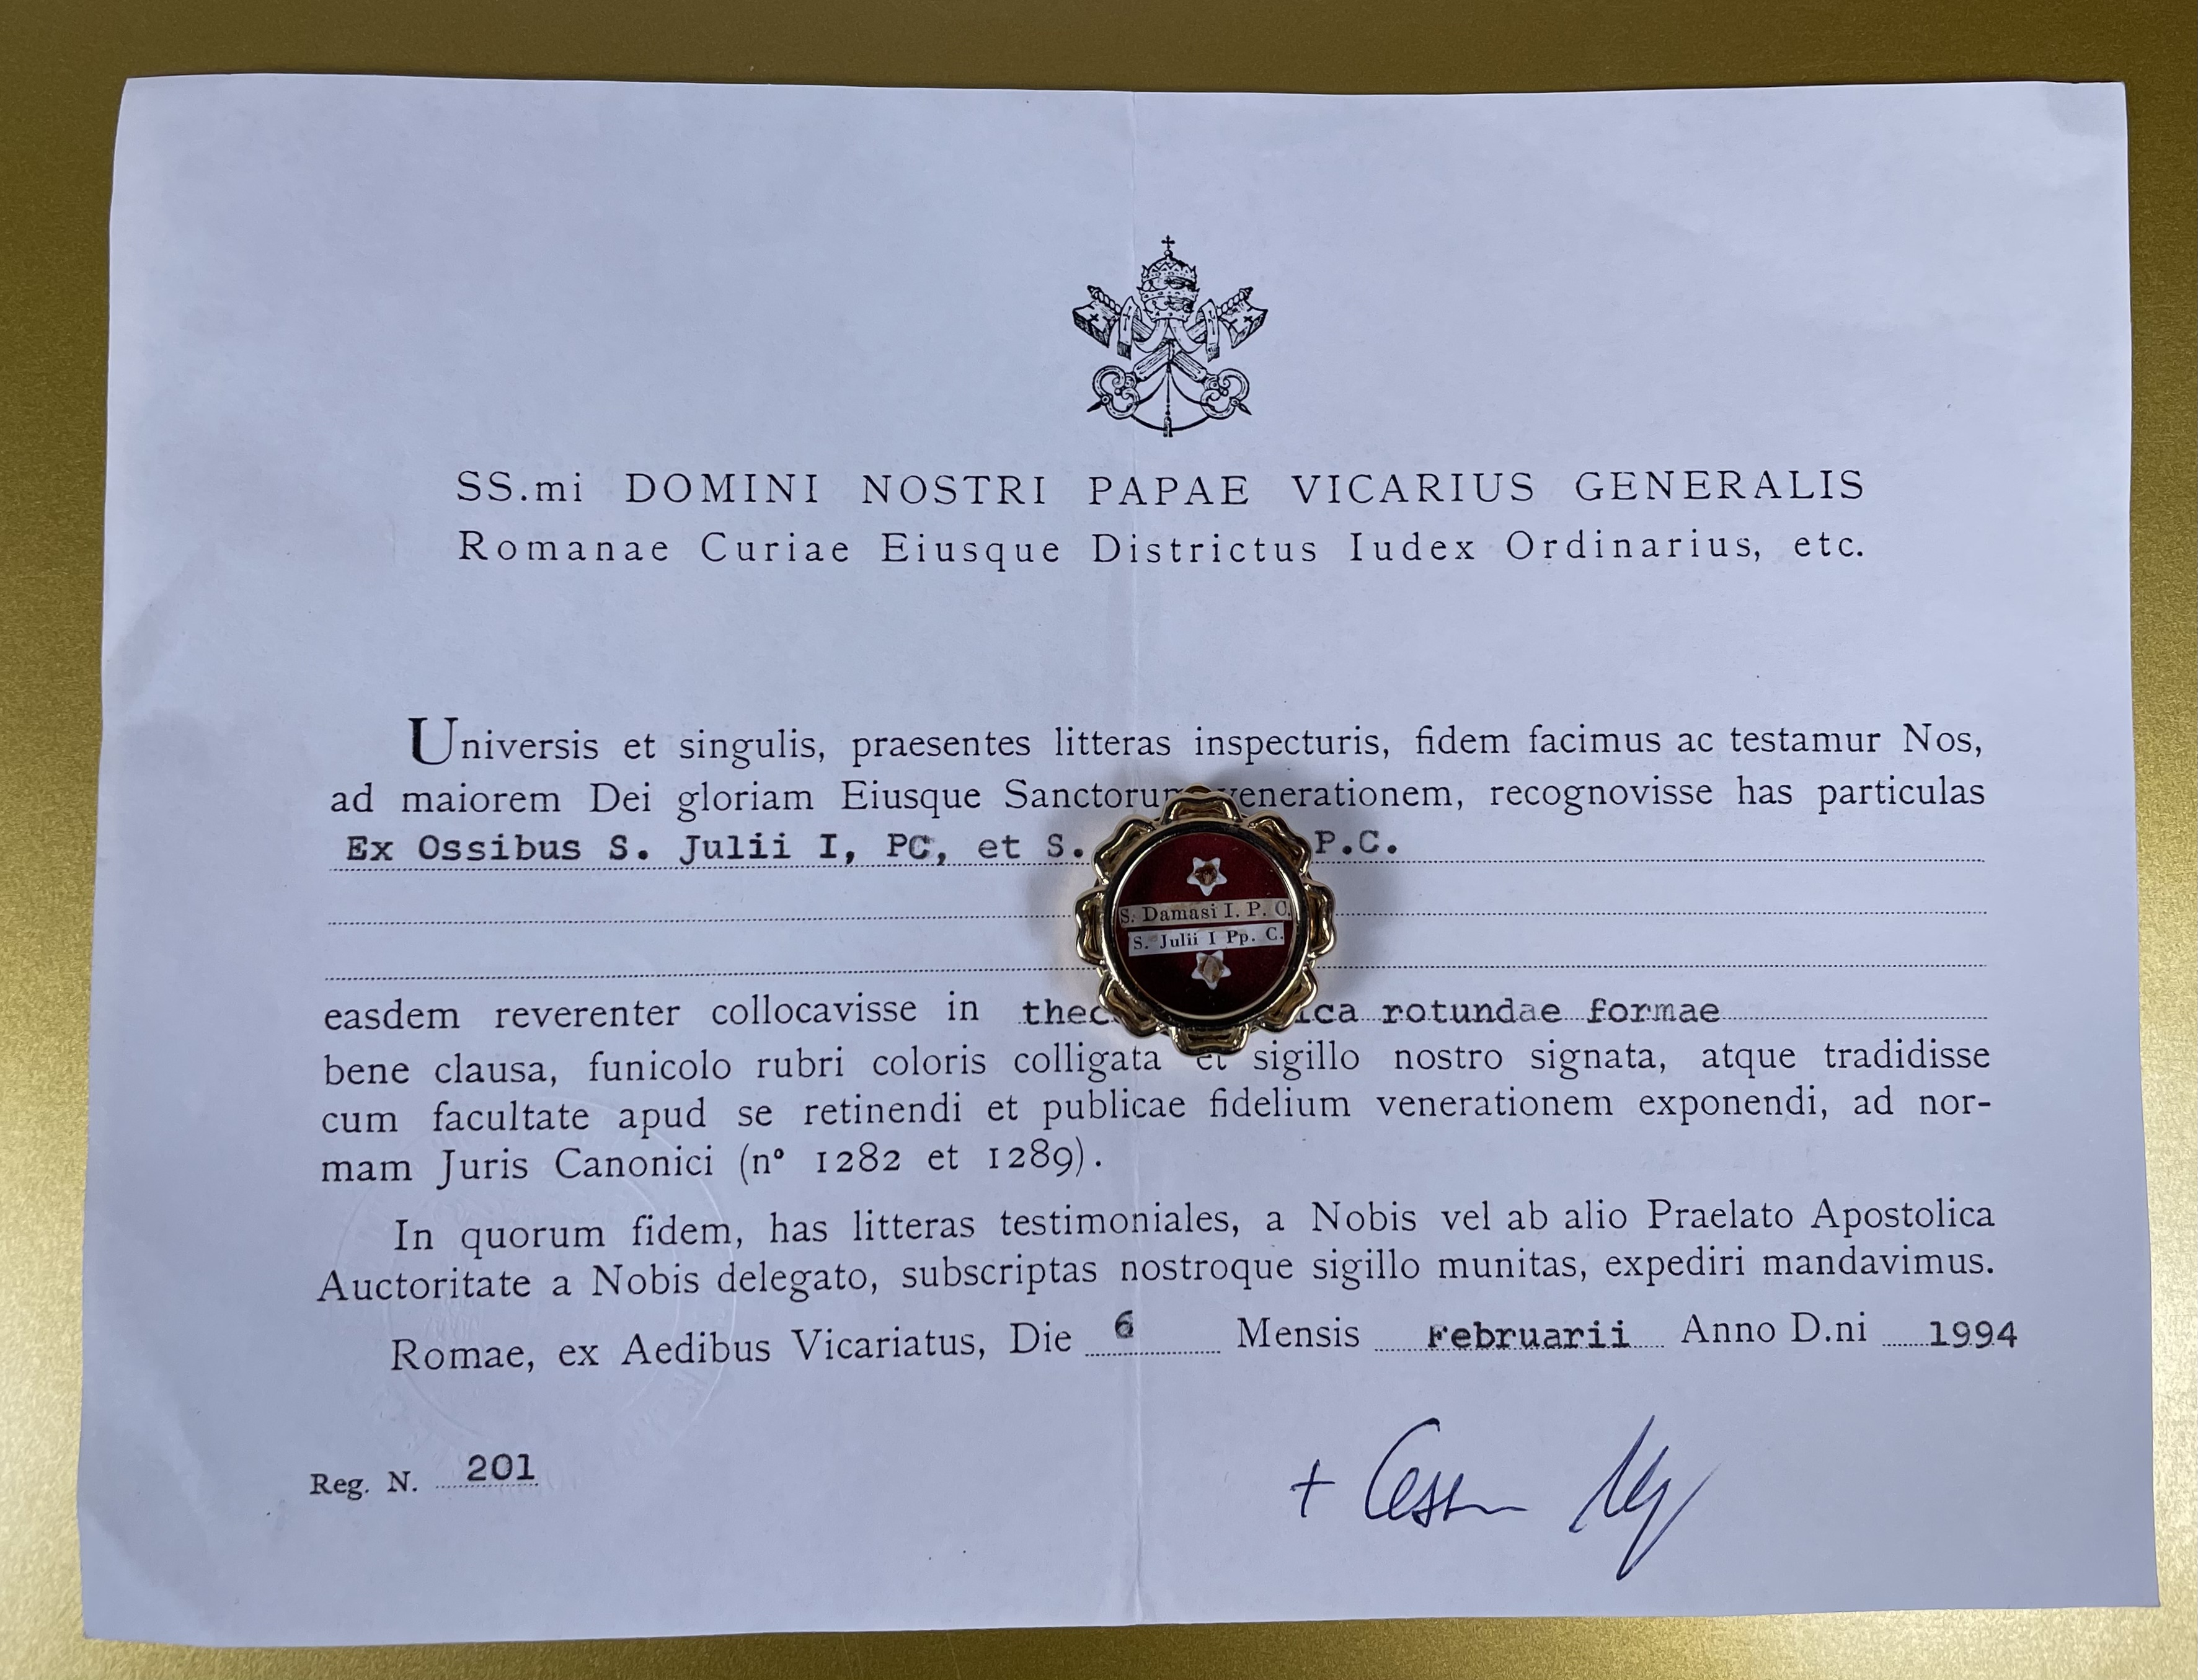 SS.mi DOMINI NOSTRI PAPAE VICARIUS GENERALIS
Romanae Curiae Eiusque Districtus Iudex Ordinarius, etc.
Universis et singulis, praesentes litteras inspecturis, fidem facimus ac testamur Nos,
ad maiorem Dei gloriam Eiusque Sanctorum venerationem, recognovisse has particulas
Ex Ossibus S. Julii I, PC, et S. P.C.
S. Damasi I. P. C.
S. Julii I Pp. C.
easdem reverenter collocavisse in rotundae formae
bene clausa, funicolo rubri coloris colligata et sigillo nostro signata, atque tradidisse
cum facultate apud se retinendi et publicae fidelium venerationem exponendi, ad nor-
mam Juris Canonici (nº 1282 et 1289).
In quorum fidem, has litteras testimoniales, a Nobis vel ab alio Praelato Apostolica
Auctoritate a Nobis delegato, subscriptas nostroque sigillo munitas, expediri mandavimus.
Romae, ex Aedibus Vicariatus, Die 6 Mensis Februarii Anno D.ni 1994
Reg. N. 201